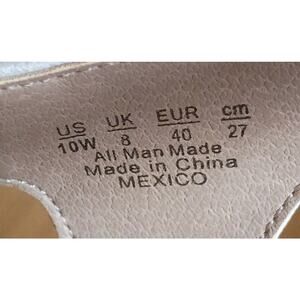 US UK EUR cm
10W 8 40 27
All Man Made
Made in China
MEXICO